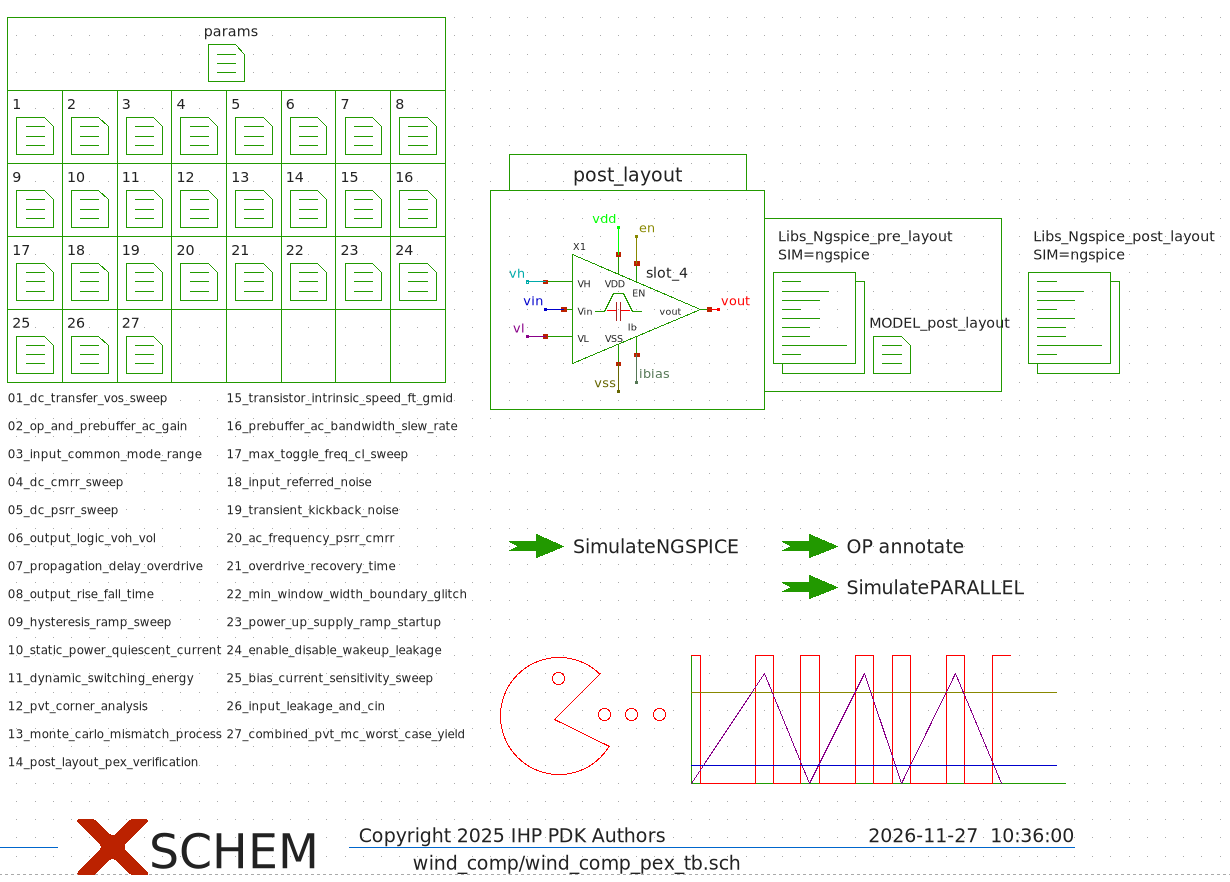 params
1 2 3 4 5 6 7 8
9 10 11 12 13 14 15 16
17 18 19 20 21 22 23 24
25 26 27
01_dc_transfer_vos_sweep
02_op_and_prebuffer_ac_gain
03_input_common_mode_range
04_dc_cmrr_sweep
05_dc_psrr_sweep
06_output_logic_voh_vol
07_propagation_delay_overdrive
08_output_rise_fall_time
09_hysteresis_ramp_sweep
10_static_power_quiescent_current
11_dynamic_switching_energy
12_pvt_corner_analysis
13_monte_carlo_mismatch_process
14_post_layout_pex_verification
15_transistor_intrinsic_speed_ft_gmid
16_prebuffer_ac_bandwidth_slew_rate
17_max_toggle_freq_cl_sweep
18_input_referred_noise
19_transient_kickback_noise
20_ac_frequency_psrr_cmrr
21_overdrive_recovery_time
22_min_window_width_boundary_glitch
23_power_up_supply_ramp_startup
24_enable_disable_wakeup_leakage
25_bias_current_sensitivity_sweep
26_input_leakage_and_cin
27_combined_pvt_mc_worst_case_yield
post_layout
vdd
en
X1
slot_4
vh
VH
VDD
EN
vin
Vin
vout
vout
Ib
vl
VL
VSS
vss
ibias
Libs_Ngspice_pre_layout
SIM=ngspice
MODEL_post_layout
Libs_Ngspice_post_layout
SIM=ngspice
SimulateNGSPICE
OP annotate
SimulatePARALLEL
XSCHEM
Copyright 2025 IHP PDK Authors
2026-11-27 10:36:00
wind_comp/wind_comp_pex_tb.sch